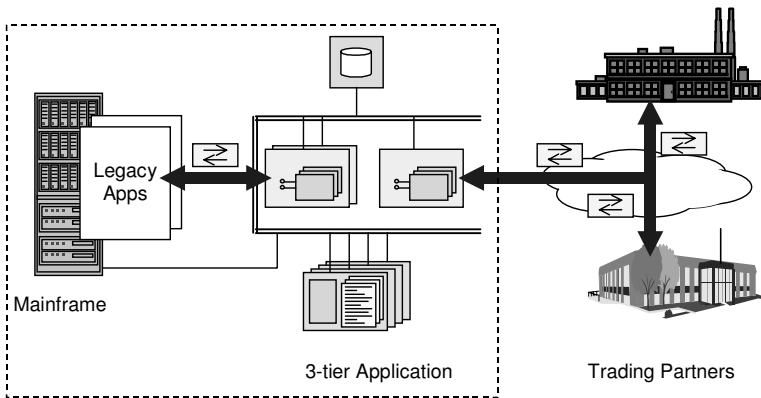 Legacy
Apps
Mainframe
3-tier Application
Trading Partners